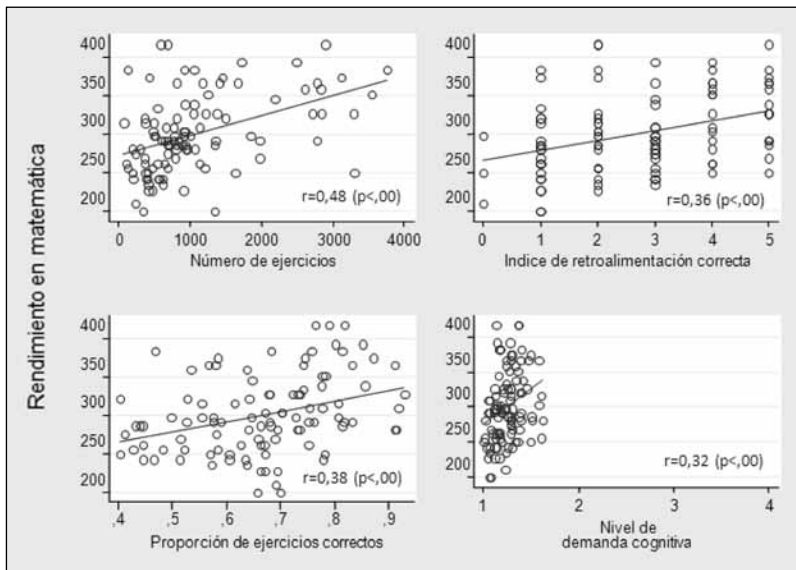 Rendimiento en matemática
400
350
300
250
200
r=0,48 (p<,00)
0 1000 2000 3000 4000
Número de ejercicios
400
350
300
250
200
r=0,36 (p<,00)
0 1 2 3 4 5
Indice de retroalimentación correcta
400
350
300
250
200
r=0,38 (p<,00)
,4 ,5 ,6 ,7 ,8 ,9
Proporción de ejercicios correctos
400
350
300
250
200
r=0,32 (p<,00)
1 2 3 4
Nivel de
demanda cognitiva